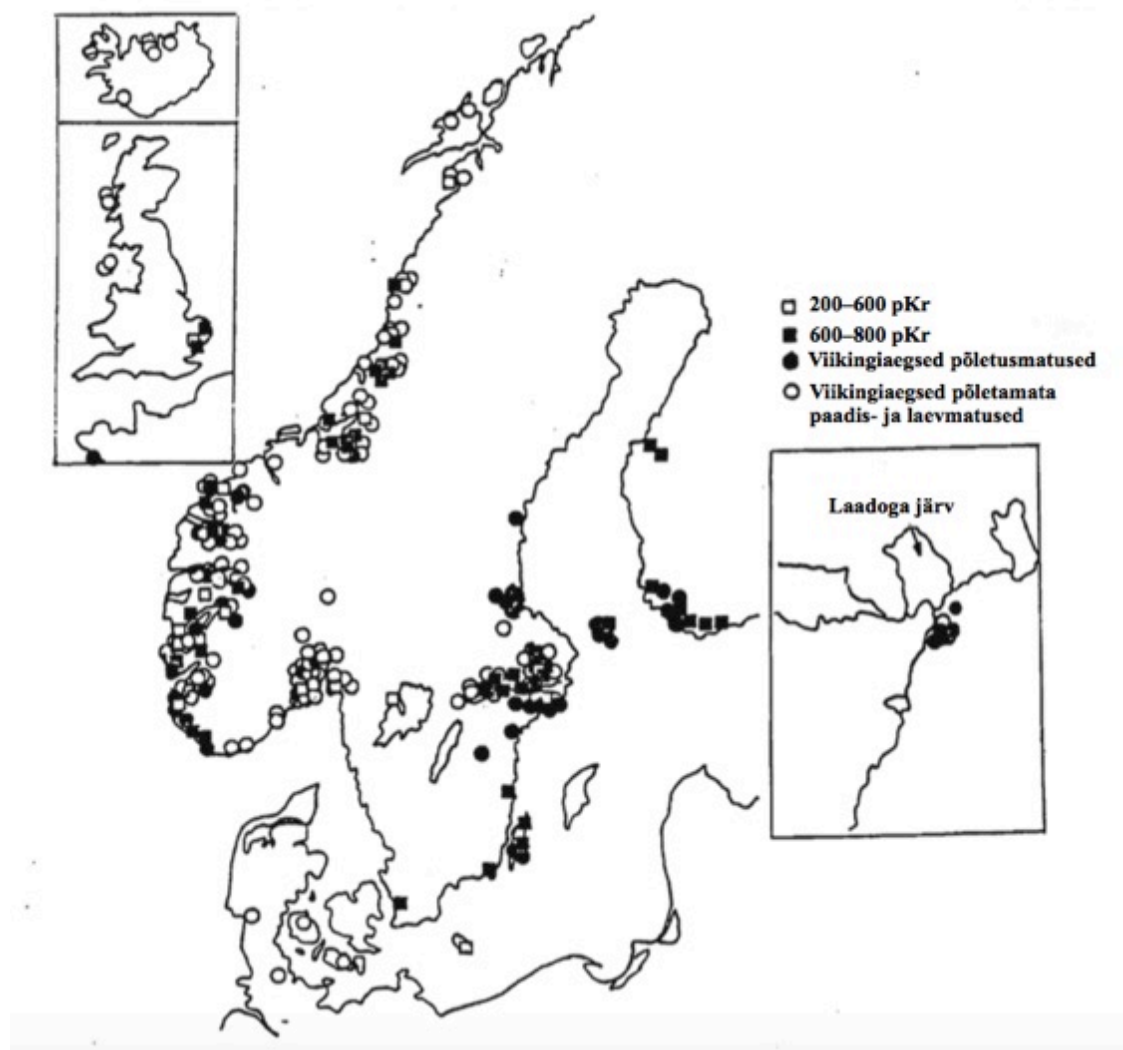 200–600 pKr
600–800 pKr
Viikingiaegsed põletusmatused
Viikingiaegsed põletamata
paadis- ja laevmatused
Laadoga järv